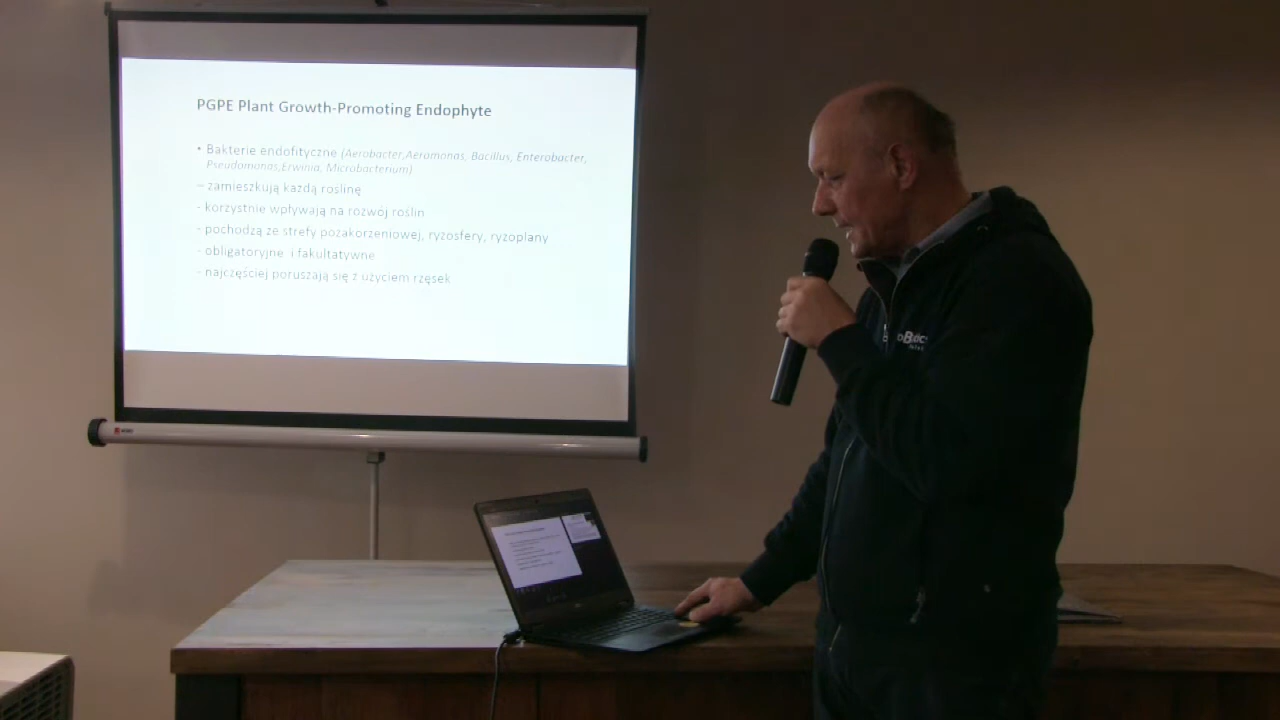 PGPE Plant Growth-Promoting Endophyte
• Bakterie endofityczne (Aerobacter,Aeromonas, Bacillus, Enterobacter,
Pseudomonas,Erwinia, Microbacterium)
– zamieszkują każdą roślinę
- korzystnie wpływają na rozwój roślin
- pochodzą ze strefy pozakorzeniowej, ryzosfery, ryzoplany
- obligatoryjne i fakultatywne
- najczęściej poruszają się z użyciem rzęsek